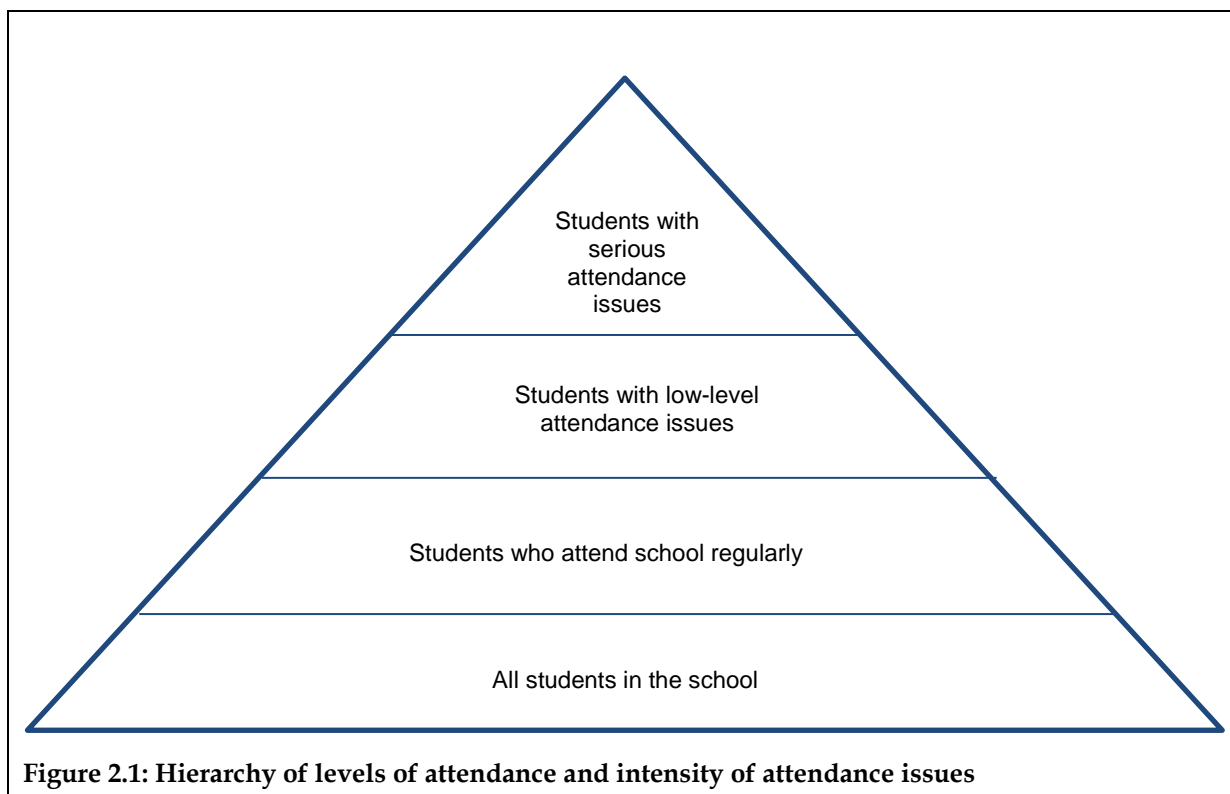 Students with
serious
attendance
issues
Students with low-level
attendance issues
Students who attend school regularly
All students in the school
Figure 2.1: Hierarchy of levels of attendance and intensity of attendance issues